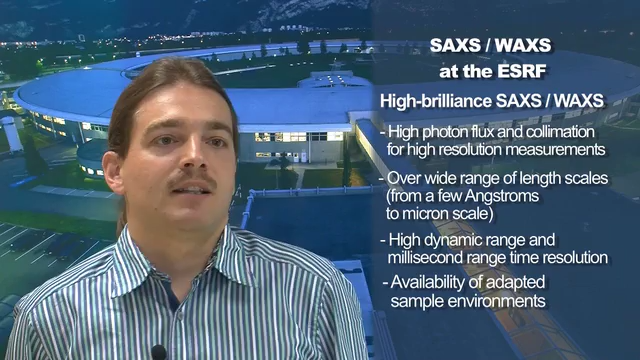 SAXS / WAXS
at the ESRF
High-brilliance SAXS / WAXS
- High photon flux and collimation
for high resolution measurements
- Over wide range of length scales
(from a few Angstroms
to micron scale)
- High dynamic range and
millisecond range time resolution
- Availability of adapted
sample environments